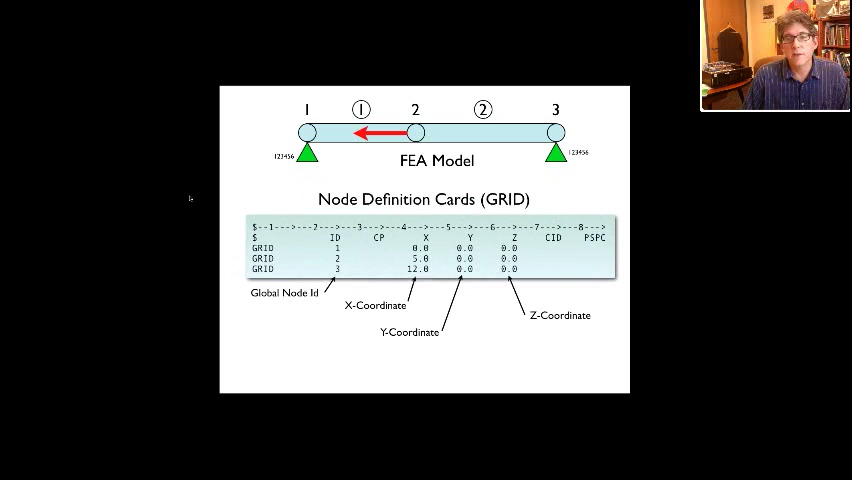 1 ① 2 ② 3
123456 123456
FEA Model
Node Definition Cards (GRID)
$--1--->---2--->---3--->---4--->---5--->---6--->---7--->---8--->
$ ID CP X Y Z CID PSPC
GRID 1 0.0 0.0 0.0
GRID 2 5.0 0.0 0.0
GRID 3 12.0 0.0 0.0
Global Node Id
X-Coordinate
Z-Coordinate
Y-Coordinate